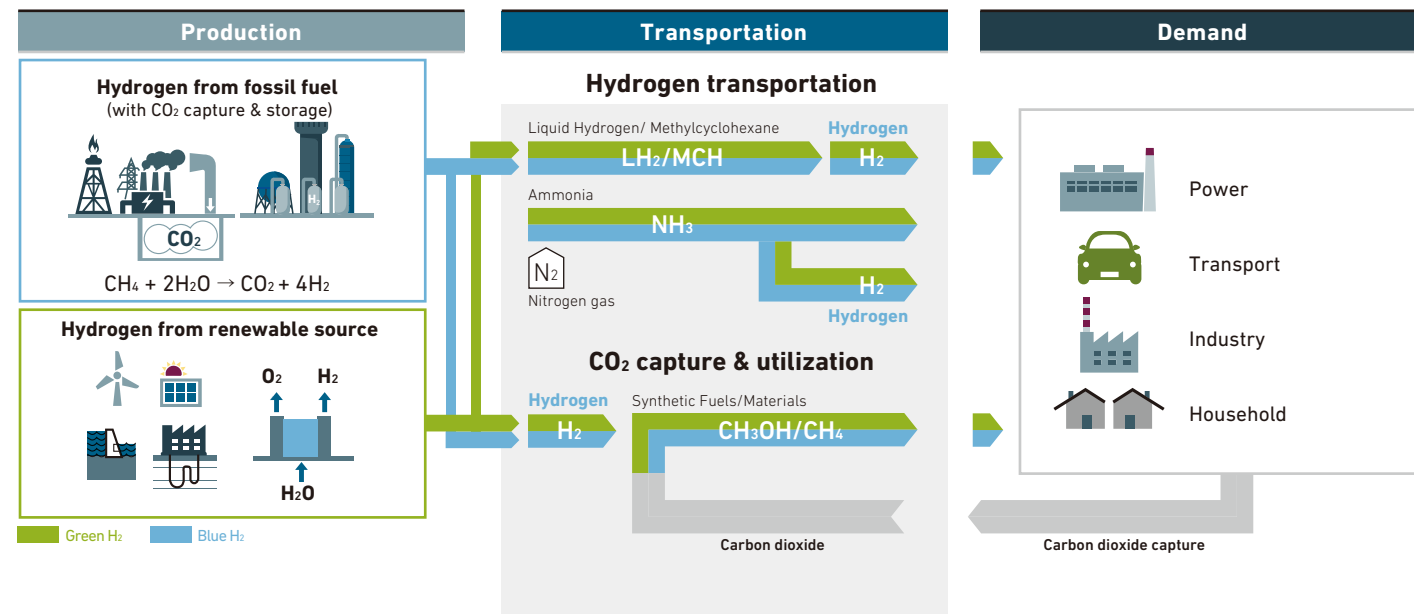 Production
Transportation
Demand
Hydrogen from fossil fuel
(with CO₂ capture & storage)
H₂
CO₂
CH₄ + 2H₂O → CO₂ + 4H₂
Hydrogen from renewable source
O₂ H₂
H₂O
Green H₂ Blue H₂
Hydrogen transportation
Liquid Hydrogen/ Methylcyclohexane
Hydrogen
LH₂/MCH
H₂
Ammonia
NH₃
N₂
Nitrogen gas
H₂
Hydrogen
CO₂ capture & utilization
Hydrogen
Synthetic Fuels/Materials
H₂
CH₃OH/CH₄
Carbon dioxide
Power
Transport
Industry
Household
Carbon dioxide capture